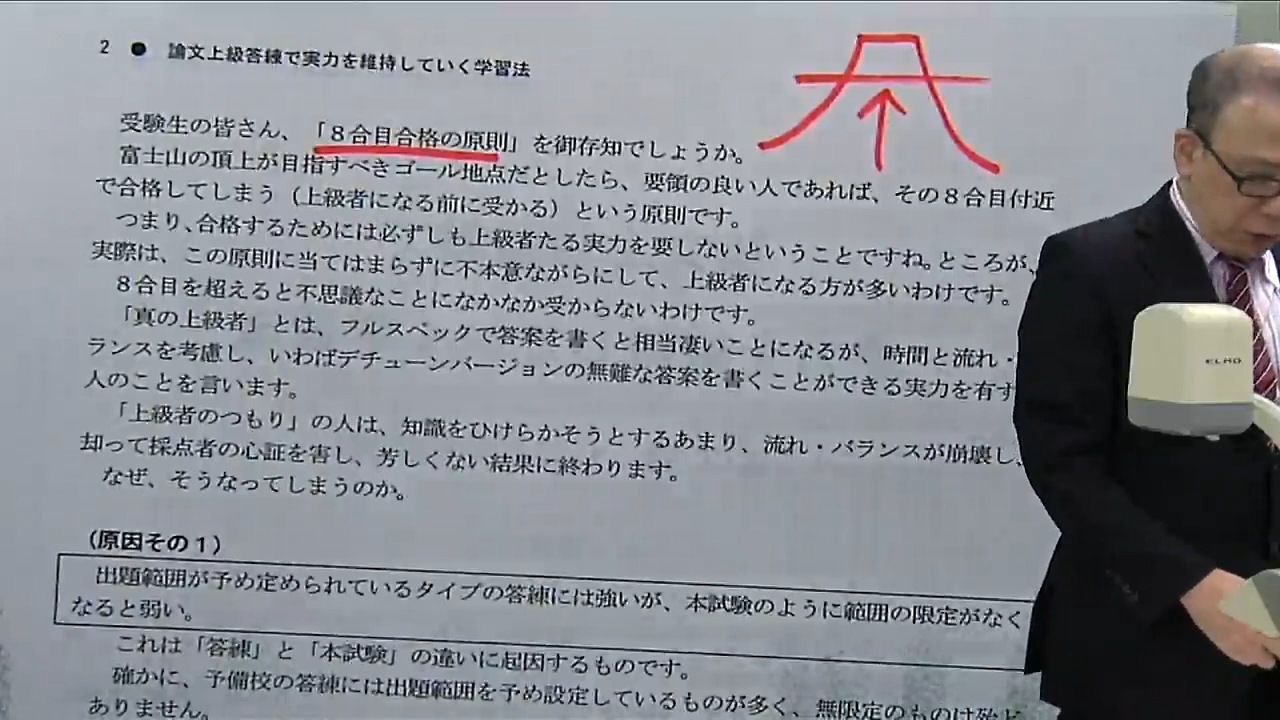 2 ● 論文上級答練で実力を維持していく学習法
受験生の皆さん、「8合目合格の原則」を御存知でしょうか。
富士山の頂上が目指すべきゴール地点だとしたら、要領の良い人であれば、その8合目付近
で合格してしまう（上級者になる前に受かる）という原則です。
つまり、合格するためには必ずしも上級者たる実力を要しないということですね。ところが、
実際は、この原則に当てはまらずに不本意ながらにして、上級者になる方が多いわけです。
8合目を超えると不思議なことになかなか受からないわけです。
「真の上級者」とは、フルスペックで答案を書くと相当凄いことになるが、時間と流れ・
ランスを考慮し、いわばデチューンバージョンの無難な答案を書くことができる実力を有す
人のことを言います。
「上級者のつもり」の人は、知識をひけらかそうとするあまり、流れ・バランスが崩壊し、
却って採点者の心証を害し、芳しくない結果に終わります。
なぜ、そうなってしまうのか。
（原因その1）
出題範囲が予め定められているタイプの答練には強いが、本試験のように範囲の限定がなく
なると弱い。
これは「答練」と「本試験」の違いに起因するものです。
確かに、予備校の答練には出題範囲を予め設定しているものが多く、無限定のものは殆ど
ありません。
ELMO